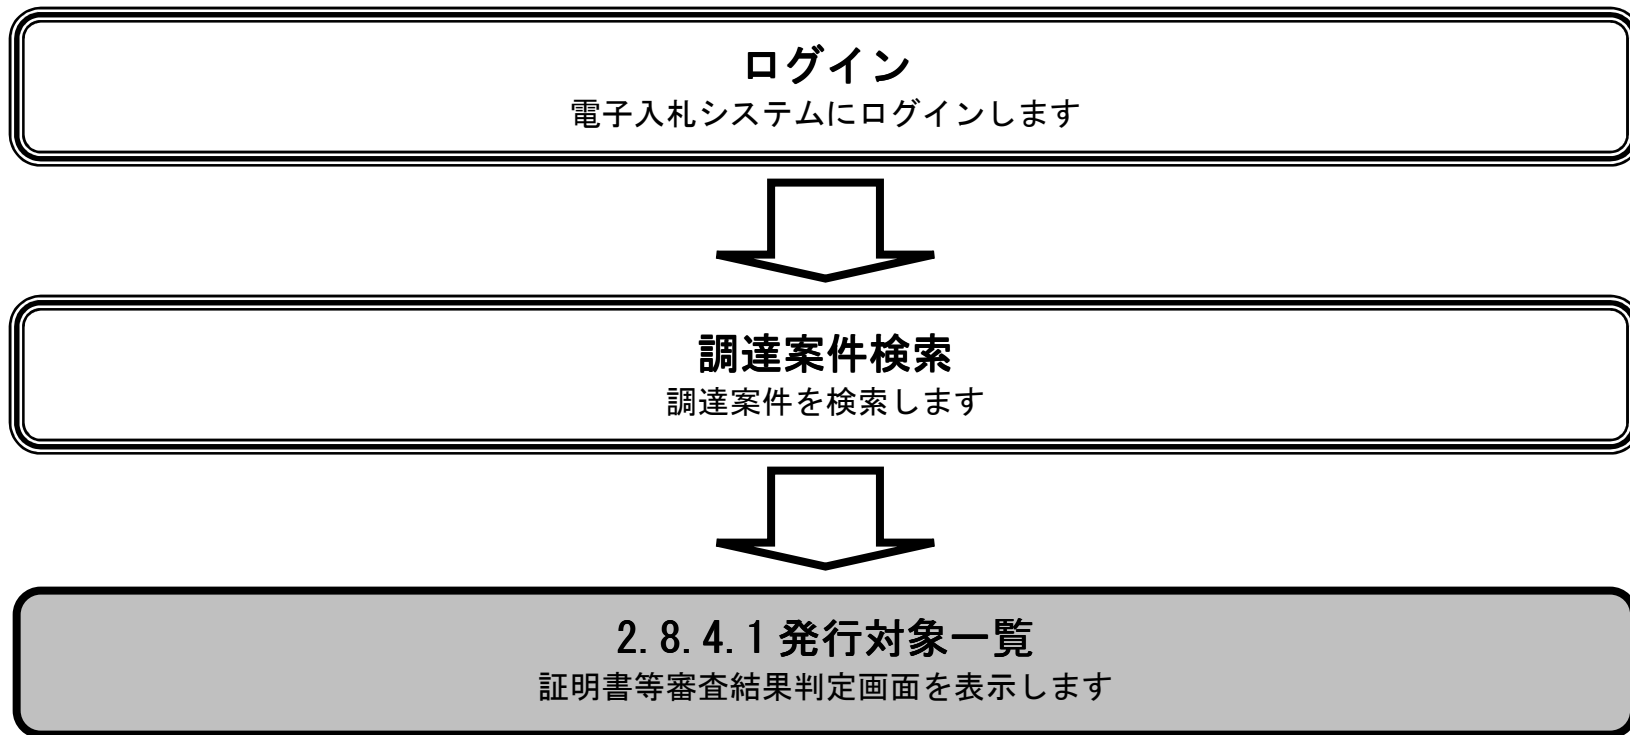 ログイン
電子入札システムにログインします
調達案件検索
調達案件を検索します
2.8.4.1 発行対象一覧
証明書等審査結果判定画面を表示します